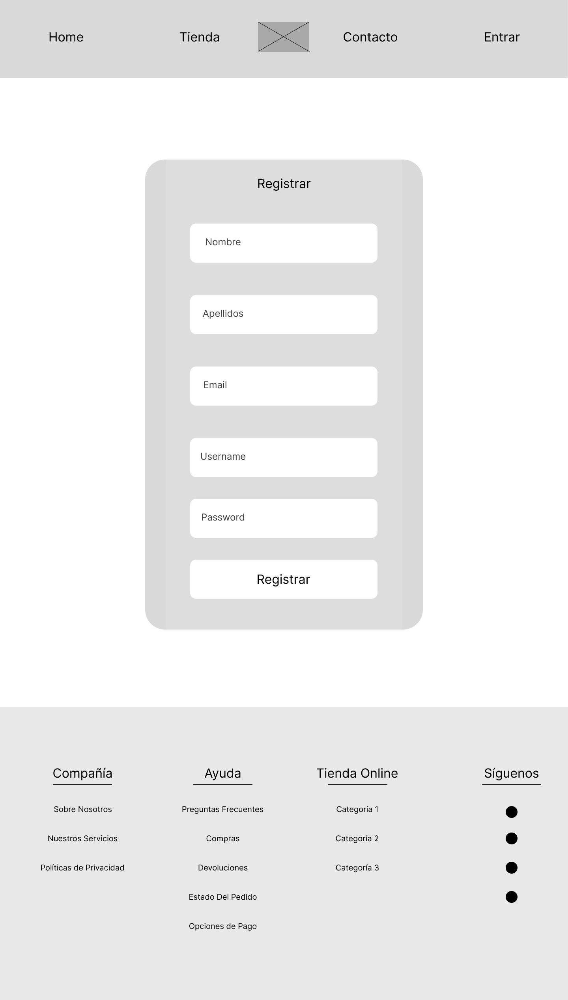 Home
Tienda
Contacto
Entrar
Registrar
Nombre
Apellidos
Email
Username
Password
Registrar
Compañía
Sobre Nosotros
Nuestros Servicios
Políticas de Privacidad
Ayuda
Preguntas Frecuentes
Compras
Devoluciones
Estado Del Pedido
Opciones de Pago
Tienda Online
Categoría 1
Categoría 2
Categoría 3
Síguenos